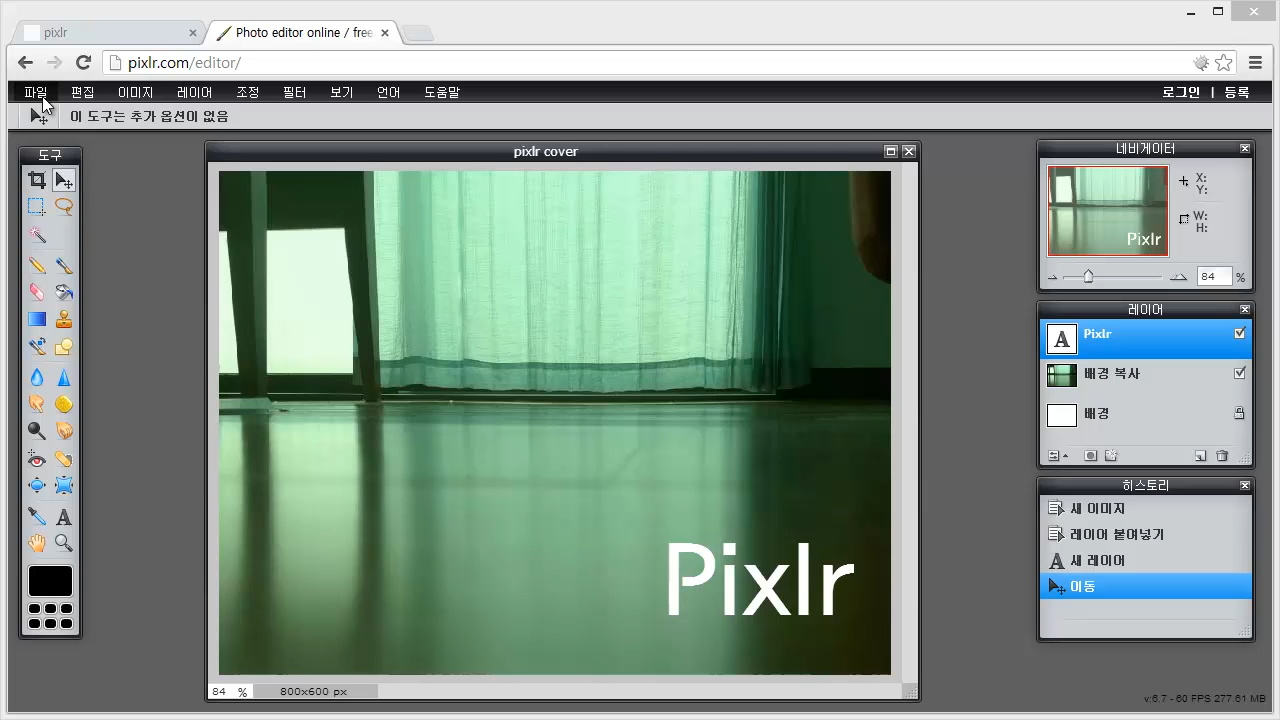 pixlr
Photo editor online / free
pixlr.com/editor/
파일 편집 이미지 레이어 조정 필터 보기 언어 도움말 로그인 | 등록
이 도구는 추가 옵션이 없음
도구
pixlr cover
Pixlr
84 % 800x600 px
네비게이터
X:
Y:
W:
H:
Pixlr
84 %
레이어
A Pixlr
배경 복사
배경
히스토리
새 이미지
레이어 붙여넣기
새 레이어
이동
v:6.7 - 60 FPS 277.61 MB